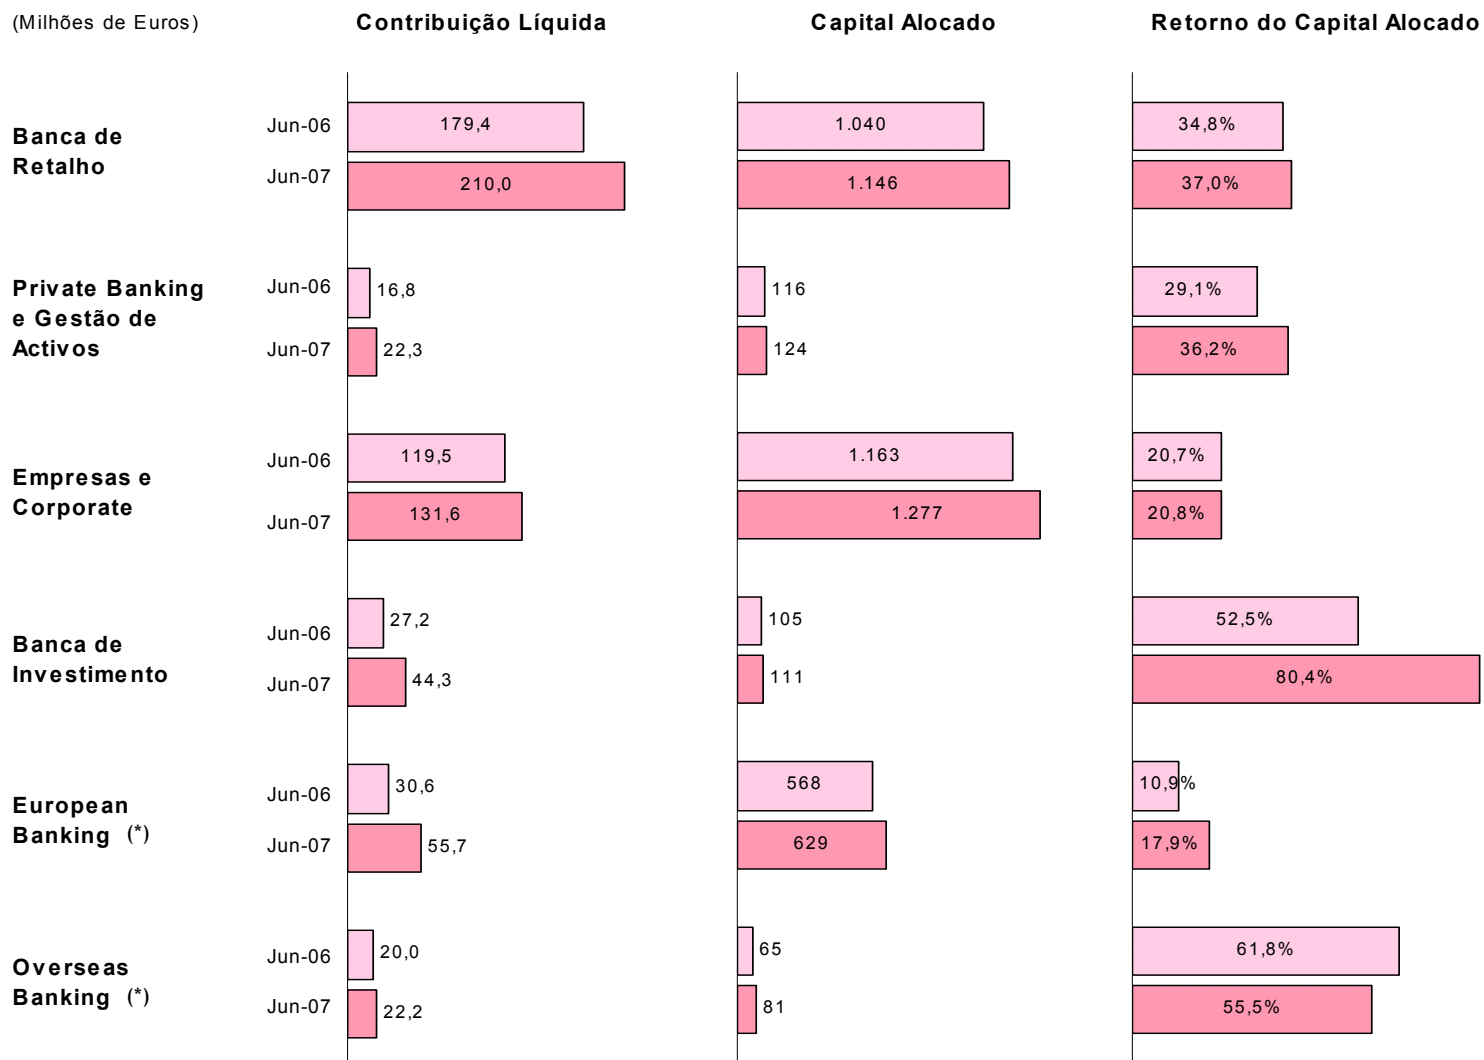 (Milhões de Euros) Contribuição Líquida Capital Alocado Retorno do Capital Alocado
Banca de
Retalho
Jun-06 179,4 1.040 34,8%
Jun-07 210,0 1.146 37,0%
Private Banking
e Gestão de
Activos
Jun-06 16,8 116 29,1%
Jun-07 22,3 124 36,2%
Empresas e
Corporate
Jun-06 119,5 1.163 20,7%
Jun-07 131,6 1.277 20,8%
Banca de
Investimento
Jun-06 27,2 105 52,5%
Jun-07 44,3 111 80,4%
European
Banking (*)
Jun-06 30,6 568 10,9%
Jun-07 55,7 629 17,9%
Overseas
Banking (*)
Jun-06 20,0 65 61,8%
Jun-07 22,2 81 55,5%